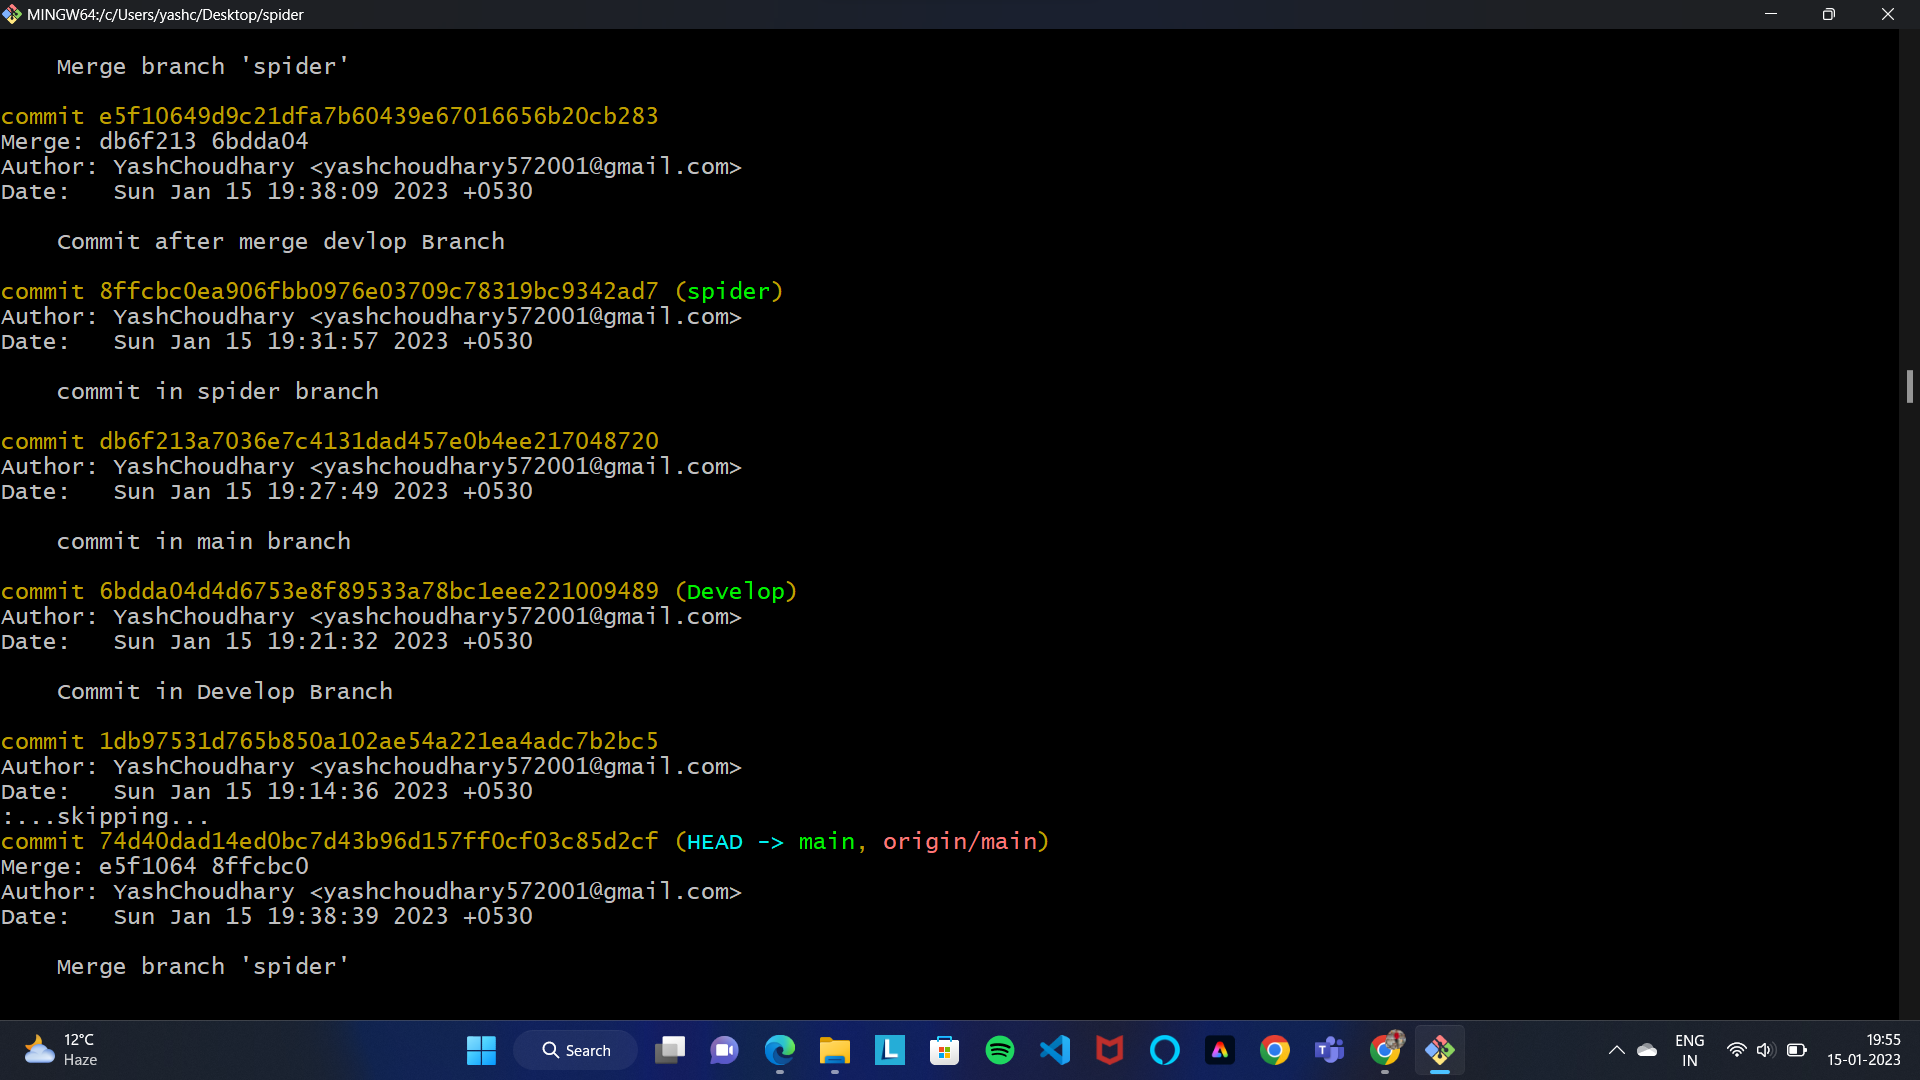 MINGW64:/c/Users/yashc/Desktop/spider
Merge branch 'spider'
commit e5f10649d9c21dfa7b60439e67016656b20cb283
Merge: db6f213 6bdda04
Author: YashChoudhary <yashchoudhary572001@gmail.com>
Date:   Sun Jan 15 19:38:09 2023 +0530
Commit after merge devlop Branch
commit 8ffcbc0ea906fbb0976e03709c78319bc9342ad7 (spider)
Author: YashChoudhary <yashchoudhary572001@gmail.com>
Date:   Sun Jan 15 19:31:57 2023 +0530
commit in spider branch
commit db6f213a7036e7c4131dad457e0b4ee217048720
Author: YashChoudhary <yashchoudhary572001@gmail.com>
Date:   Sun Jan 15 19:27:49 2023 +0530
commit in main branch
commit 6bdda04d4d6753e8f89533a78bc1eee221009489 (Develop)
Author: YashChoudhary <yashchoudhary572001@gmail.com>
Date:   Sun Jan 15 19:21:32 2023 +0530
Commit in Develop Branch
commit 1db97531d765b850a102ae54a221ea4adc7b2bc5
Author: YashChoudhary <yashchoudhary572001@gmail.com>
Date:   Sun Jan 15 19:14:36 2023 +0530
:...skipping...
commit 74d40dad14ed0bc7d43b96d157ff0cf03c85d2cf (HEAD -> main, origin/main)
Merge: e5f1064 8ffcbc0
Author: YashChoudhary <yashchoudhary572001@gmail.com>
Date:   Sun Jan 15 19:38:39 2023 +0530
Merge branch 'spider'
12°C
Haze
Search
ENG
IN
19:55
15-01-2023